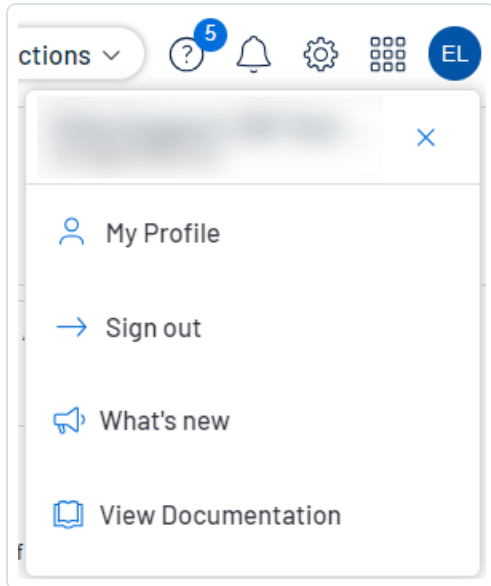 ctions
5
EL
My Profile
Sign out
What's new
View Documentation
f